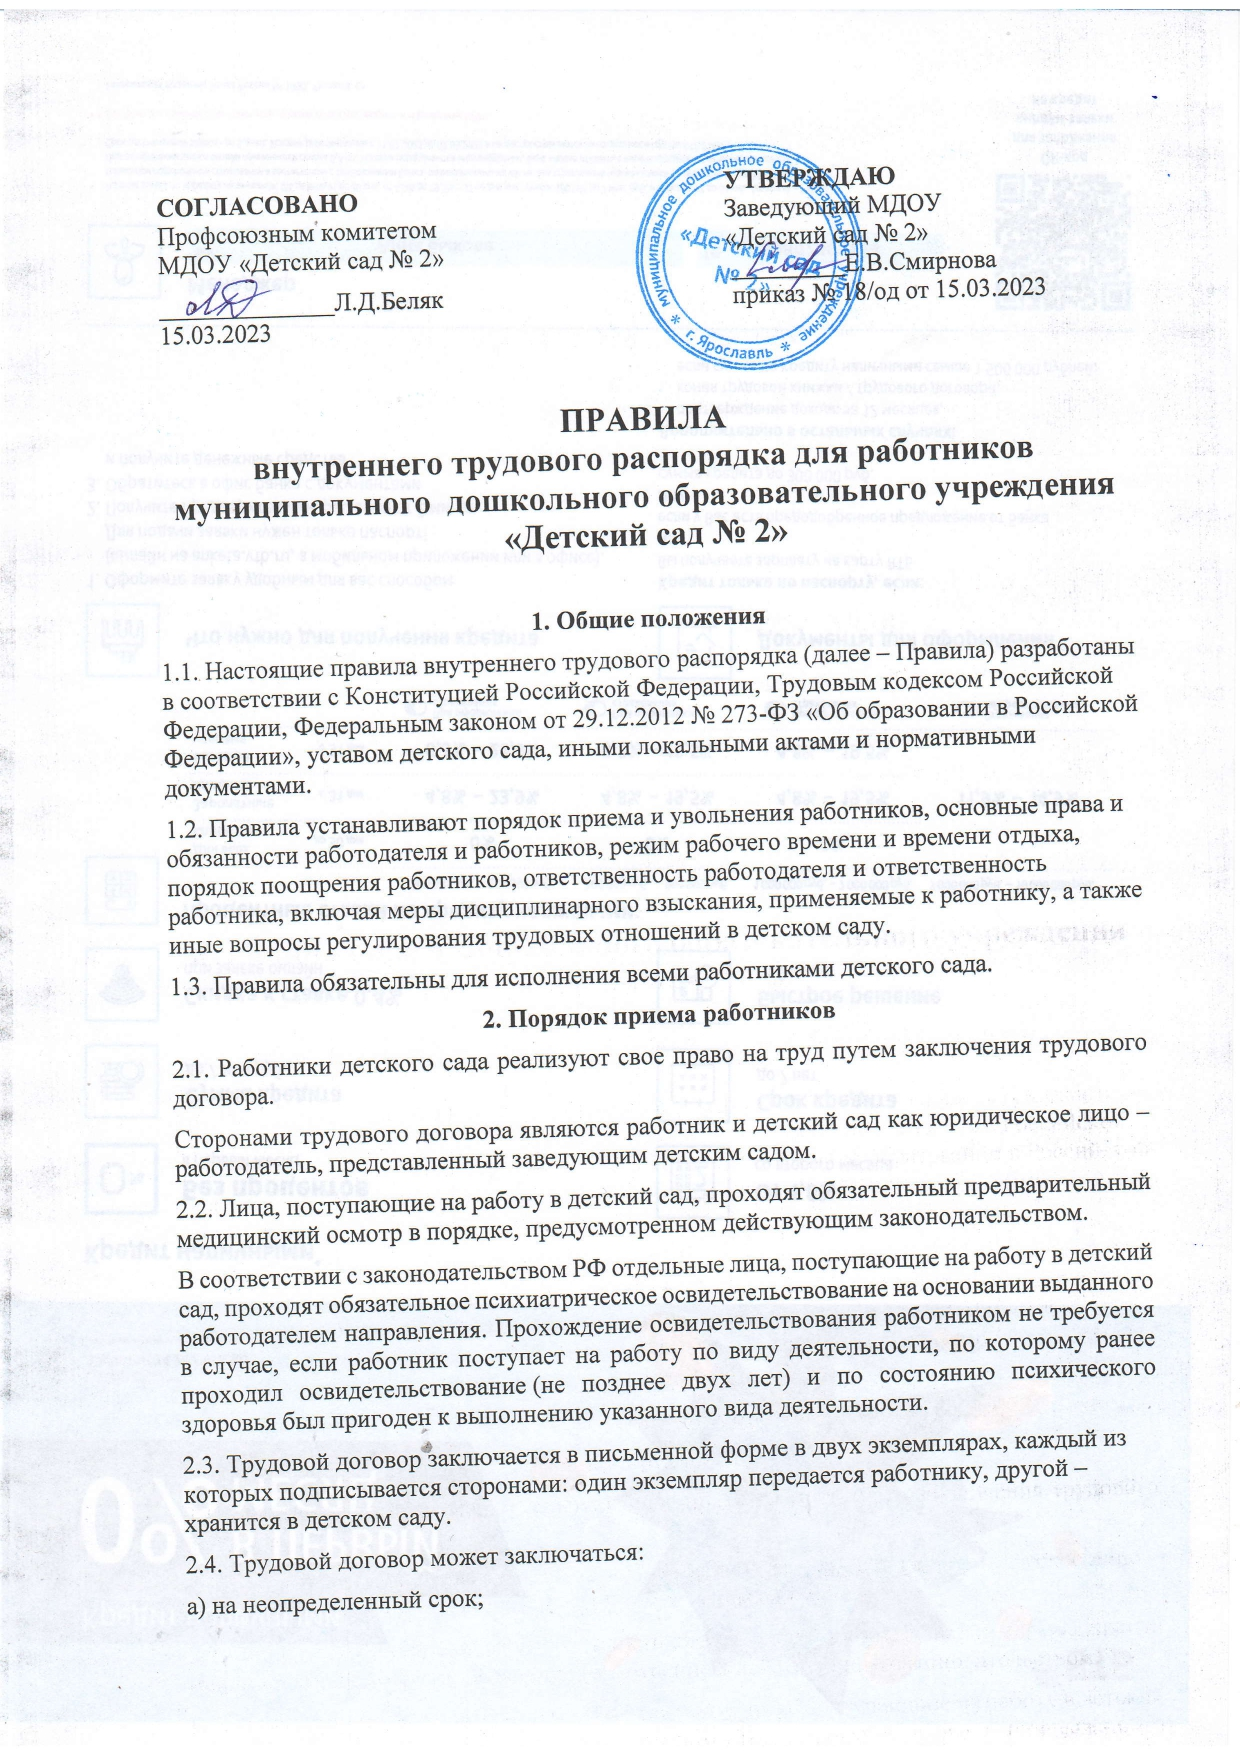 СОГЛАСОВАНО
Профсоюзным комитетом
МДОУ «Детский сад № 2»
Л.Д.Беляк
15.03.2023
УТВЕРЖДАЮ
Заведующий МДОУ
«Детский сад № 2»
Е.В.Смирнова
приказ № 18/од от 15.03.2023
муниципальное дошкольное образовательное учреждение
«Детский сад
№ 2»
г. Ярославль
ПРАВИЛА
внутреннего трудового распорядка для работников
муниципального дошкольного образовательного учреждения
«Детский сад № 2»
1. Общие положения
1.1. Настоящие правила внутреннего трудового распорядка (далее – Правила) разработаны
в соответствии с Конституцией Российской Федерации, Трудовым кодексом Российской
Федерации, Федеральным законом от 29.12.2012 № 273-ФЗ «Об образовании в Российской
Федерации», уставом детского сада, иными локальными актами и нормативными
документами.
1.2. Правила устанавливают порядок приема и увольнения работников, основные права и
обязанности работодателя и работников, режим рабочего времени и времени отдыха,
порядок поощрения работников, ответственность работодателя и ответственность
работника, включая меры дисциплинарного взыскания, применяемые к работнику, а также
иные вопросы регулирования трудовых отношений в детском саду.
1.3. Правила обязательны для исполнения всеми работниками детского сада.
2. Порядок приема работников
2.1. Работники детского сада реализуют свое право на труд путем заключения трудового
договора.
Сторонами трудового договора являются работник и детский сад как юридическое лицо –
работодатель, представленный заведующим детским садом.
2.2. Лица, поступающие на работу в детский сад, проходят обязательный предварительный
медицинский осмотр в порядке, предусмотренном действующим законодательством.
В соответствии с законодательством РФ отдельные лица, поступающие на работу в детский
сад, проходят обязательное психиатрическое освидетельствование на основании выданного
работодателем направления. Прохождение освидетельствования работником не требуется
в случае, если работник поступает на работу по виду деятельности, по которому ранее
проходил освидетельствование (не позднее двух лет) и по состоянию психического
здоровья был пригоден к выполнению указанного вида деятельности.
2.3. Трудовой договор заключается в письменной форме в двух экземплярах, каждый из
которых подписывается сторонами: один экземпляр передается работнику, другой –
хранится в детском саду.
2.4. Трудовой договор может заключаться:
а) на неопределенный срок;